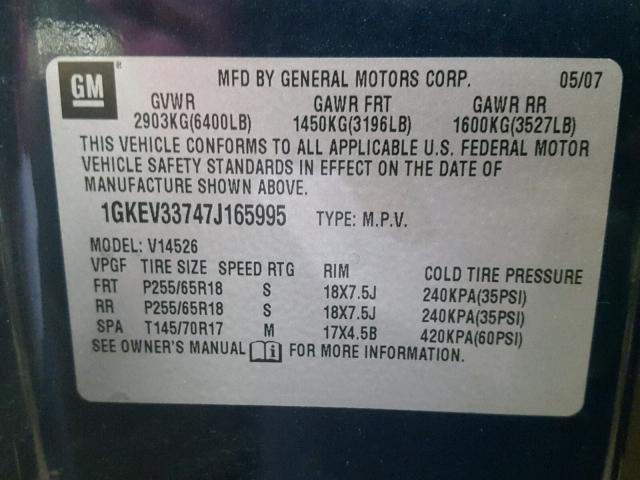 GM ®
MFD BY GENERAL MOTORS CORP. 05/07
GVWR GAWR FRT GAWR RR
2903KG(6400LB) 1450KG(3196LB) 1600KG(3527LB)
THIS VEHICLE CONFORMS TO ALL APPLICABLE U.S. FEDERAL MOTOR
VEHICLE SAFETY STANDARDS IN EFFECT ON THE DATE OF
MANUFACTURE SHOWN ABOVE.
1GKEV33747J165995 TYPE: M.P.V.
MODEL: V14526
VPGF TIRE SIZE SPEED RTG RIM COLD TIRE PRESSURE
FRT P255/65R18 S 18X7.5J 240KPA(35PSI)
RR P255/65R18 S 18X7.5J 240KPA(35PSI)
SPA T145/70R17 M 17X4.5B 420KPA(60PSI)
SEE OWNER'S MANUAL i FOR MORE INFORMATION.